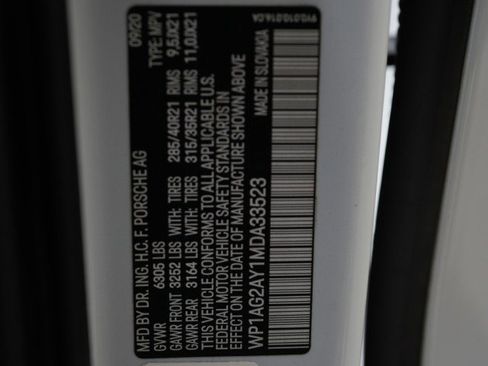 MFD BY DR. ING. H.C. F. PORSCHE AG 09/20
GVWR 6305 LBS TYPE: MPV
GAWR FRONT 3252 LBS WITH: TIRES 285/40R21 RIMS 9,5JX21
GAWR REAR 3164 LBS WITH: TIRES 315/35R21 RIMS 11,0JX21
THIS VEHICLE CONFORMS TO ALL APPLICABLE U.S.
FEDERAL MOTOR VEHICLE SAFETY STANDARDS IN
EFFECT ON THE DATE OF MANUFACTURE SHOWN ABOVE
WP1AG2AY1MDA33523 MADE IN SLOVAKIA